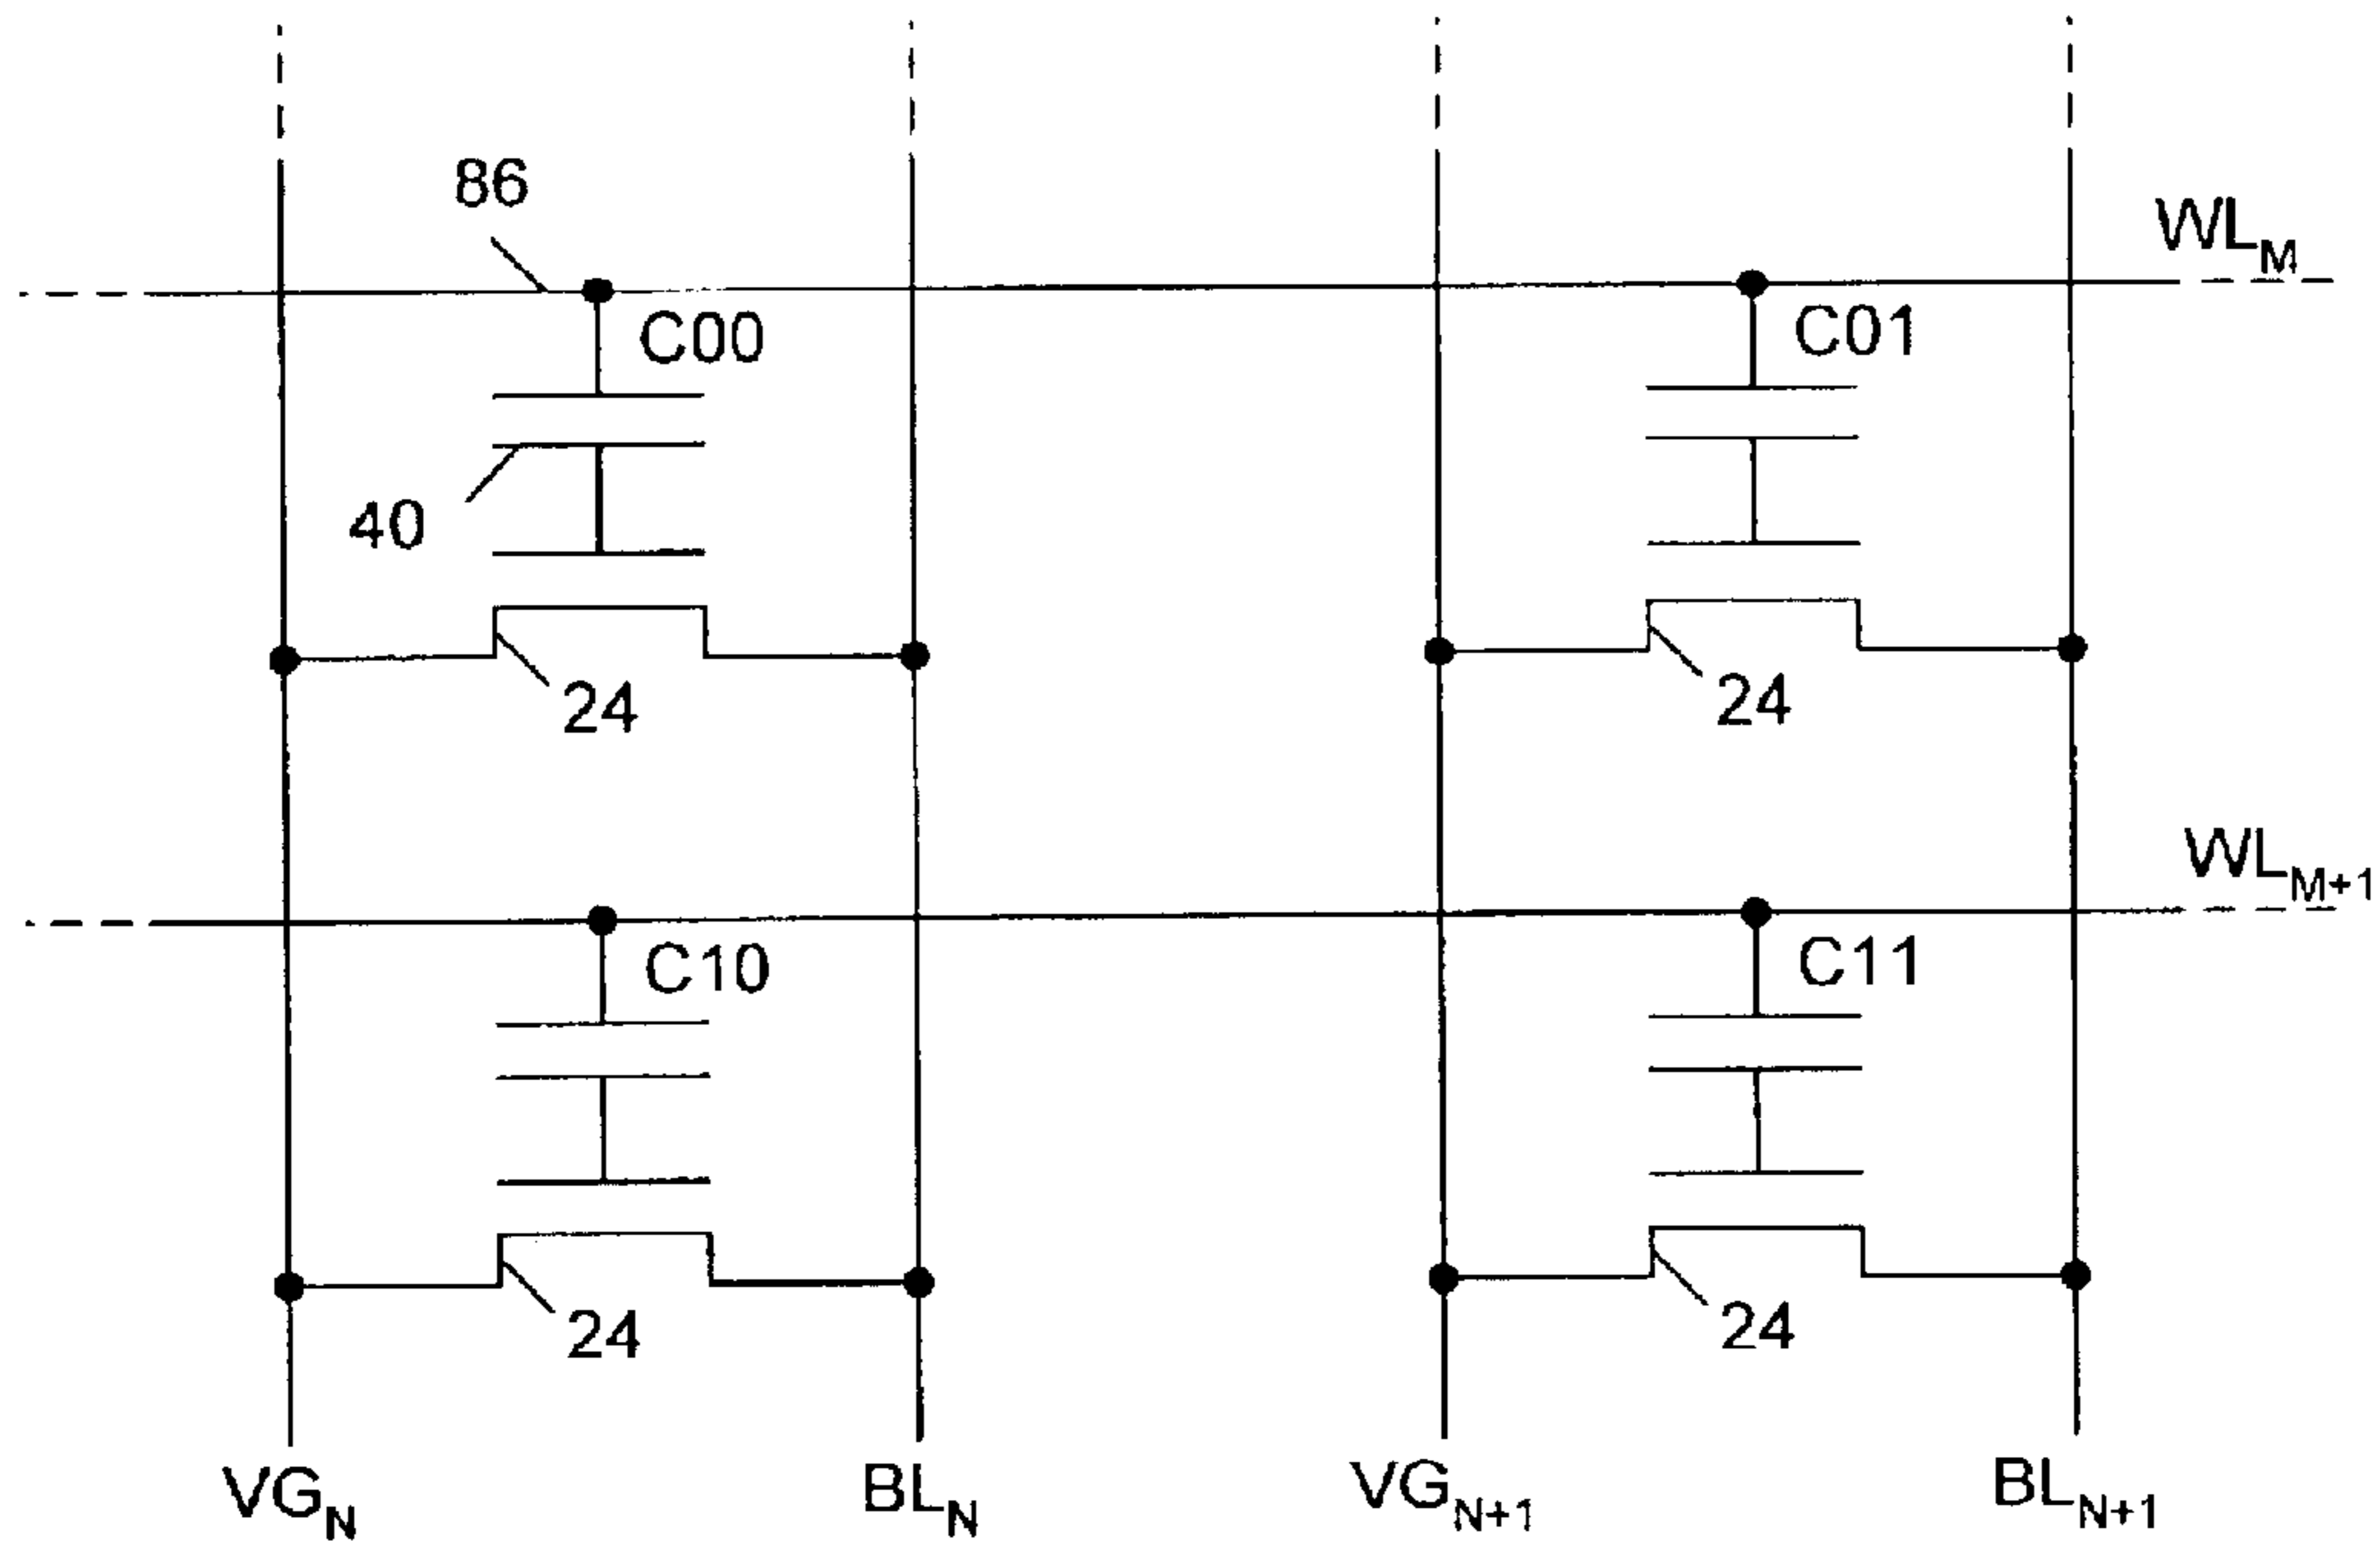 86
WL_M
C00
C01
40
24
24
WL_M+1
C10
C11
24
24
VG_N
BL_N
VG_N+1
BL_N+1